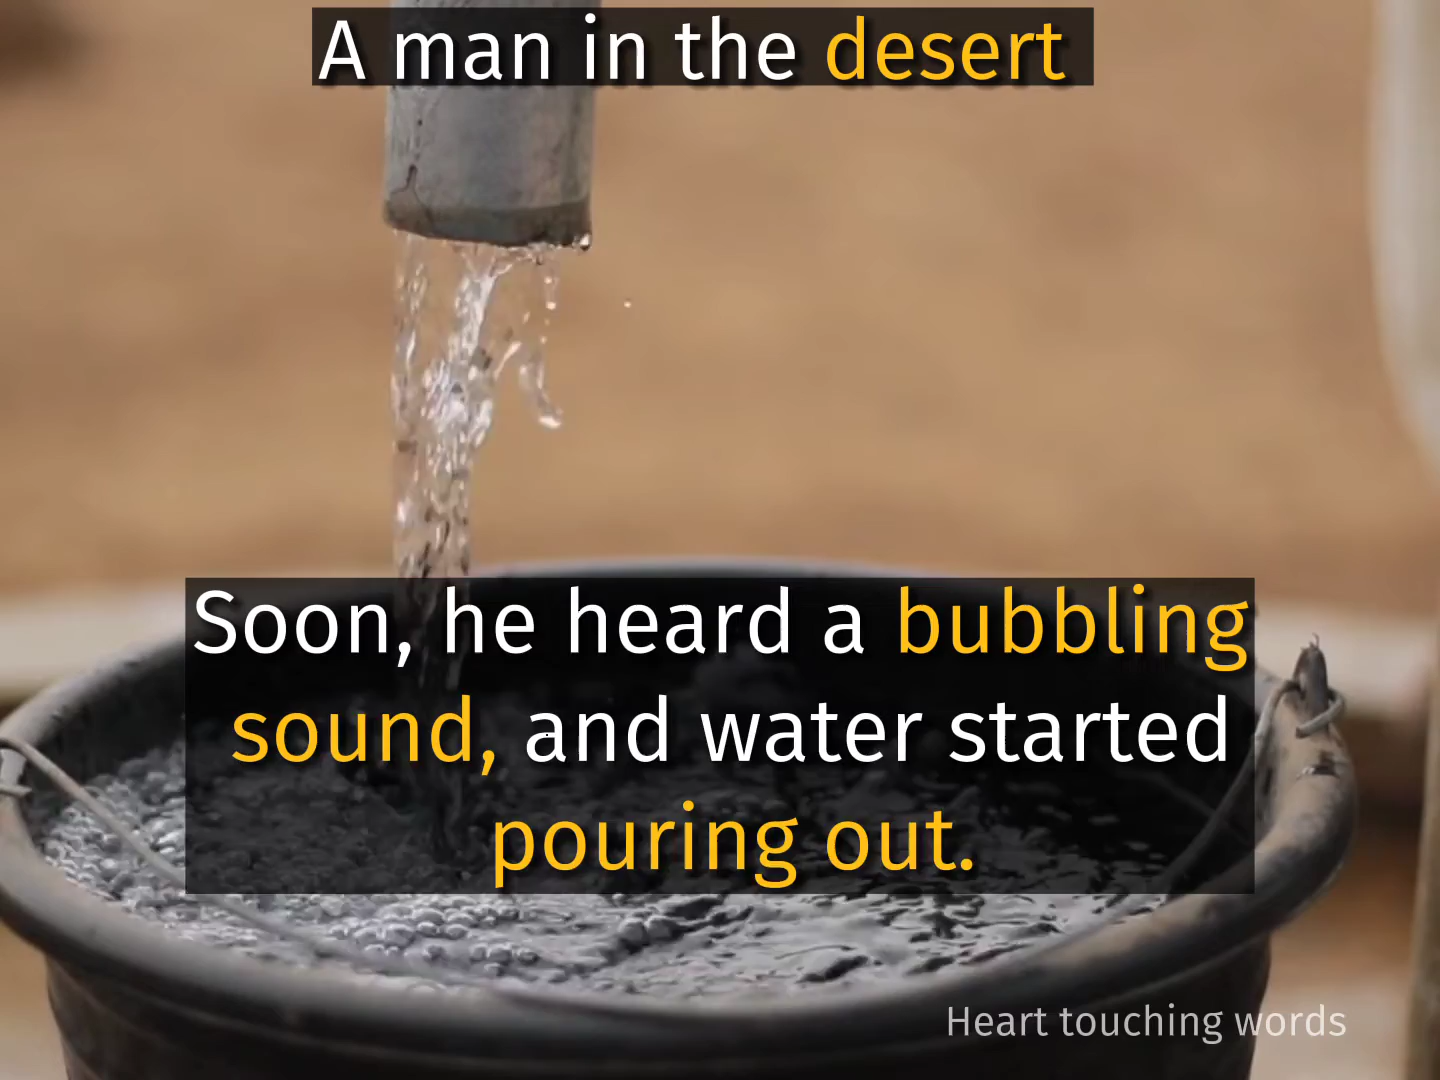 A man in the desert
Soon, he heard a bubbling
sound, and water started
pouring out.
Heart touching words